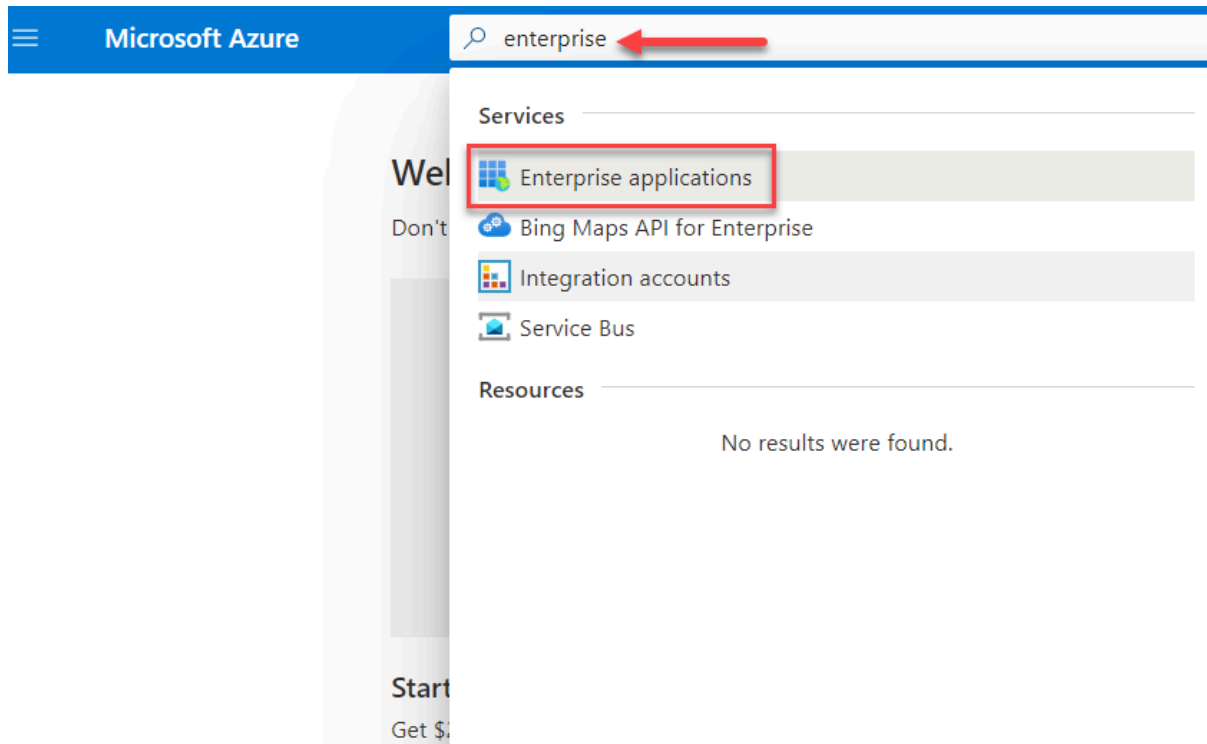 Microsoft Azure
enterprise
Services
Wel
Enterprise applications
Don't
Bing Maps API for Enterprise
Integration accounts
Service Bus
Resources
No results were found.
Start
Get $